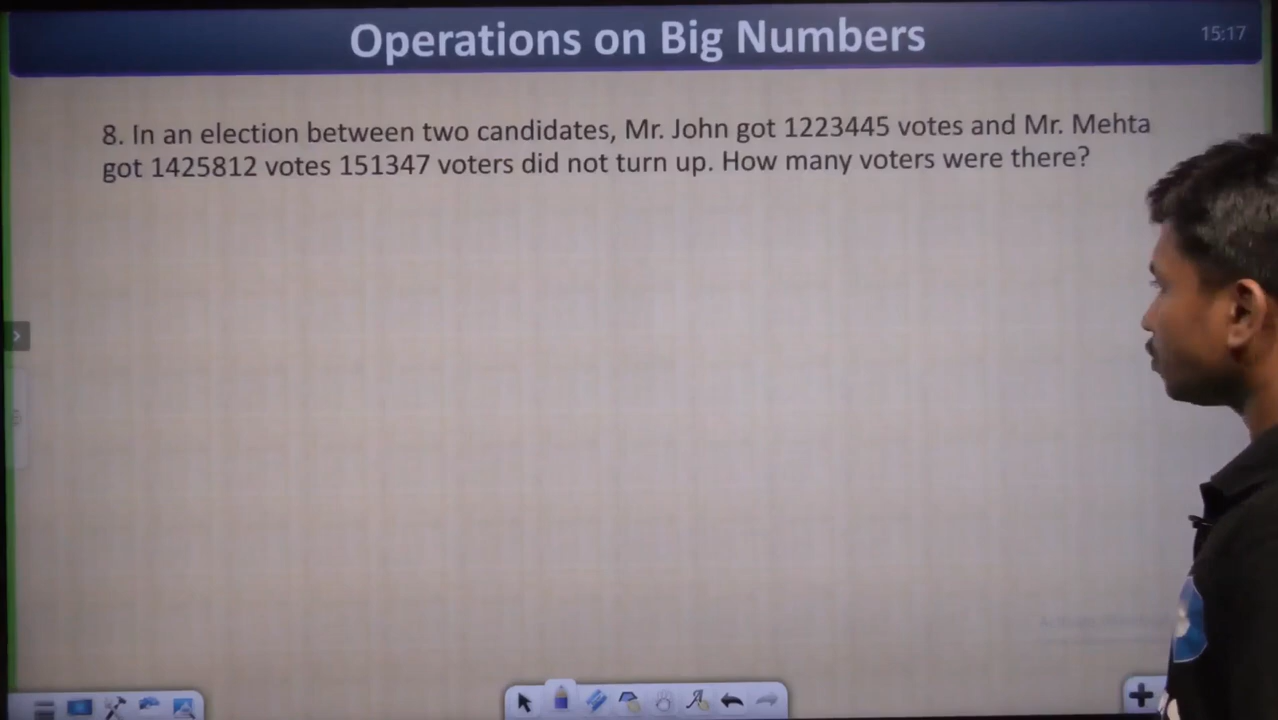 Operations on Big Numbers
15:17
8. In an election between two candidates, Mr. John got 1223445 votes and Mr. Mehta
got 1425812 votes 151347 voters did not turn up. How many voters were there?